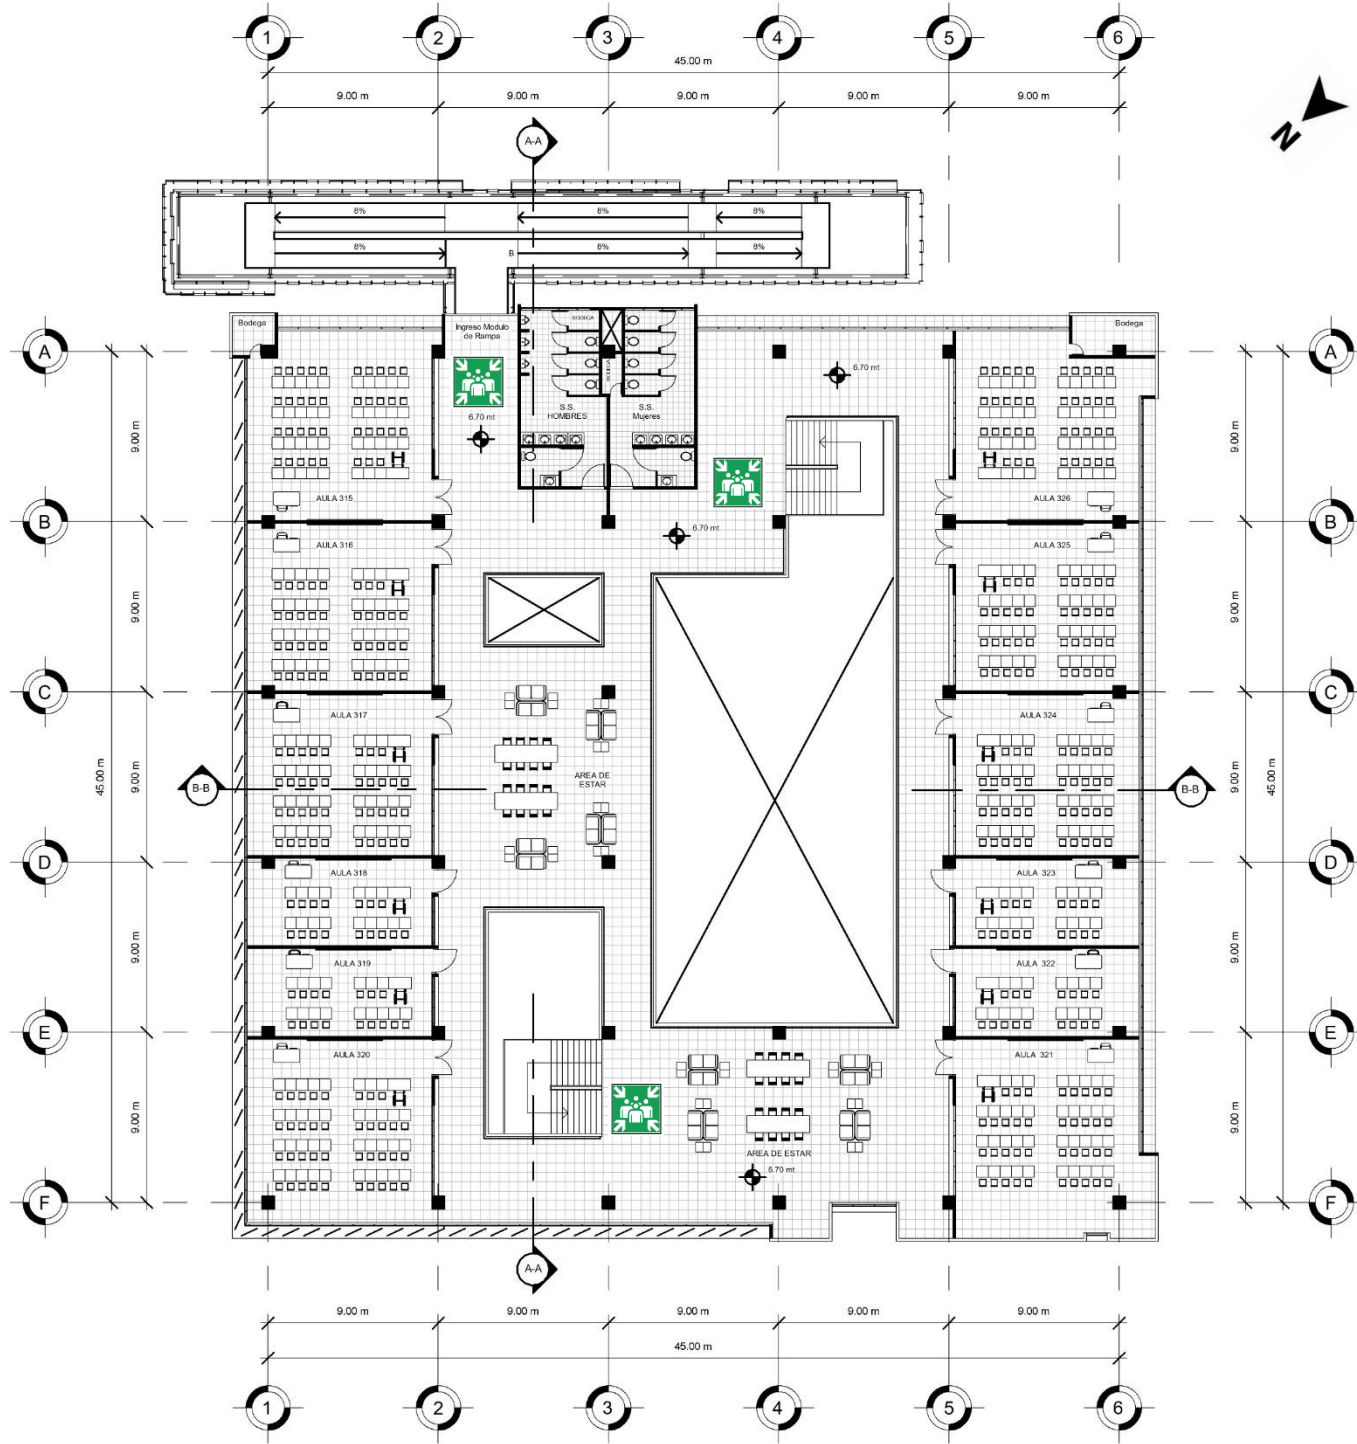 1 2 3 4 5 6
45.00 m
9.00 m 9.00 m 9.00 m 9.00 m 9.00 m
N
A-A
8% 8% 8%
8% B 8% 8%
Bodega
Ingreso Modulo
de Rampa
BODEGA
BODEGA
Bodega
A A
6.70 mt
S.S.
HOMBRES
S.S.
Mujeres
6.70 mt
9.00 m 9.00 m
AULA 315
AULA 326
B B
6.70 mt
AULA 316
AULA 325
9.00 m 9.00 m
C C
AULA 317
AULA 324
AREA DE
ESTAR
45.00 m 9.00 m 9.00 m 45.00 m
B-B B-B
D D
AULA 318
AULA 323
9.00 m 9.00 m
AULA 319
AULA 322
E E
AULA 320
AULA 321
9.00 m 9.00 m
AREA DE ESTAR
6.70 mt
F F
A-A
9.00 m 9.00 m 9.00 m 9.00 m 9.00 m
45.00 m
1 2 3 4 5 6